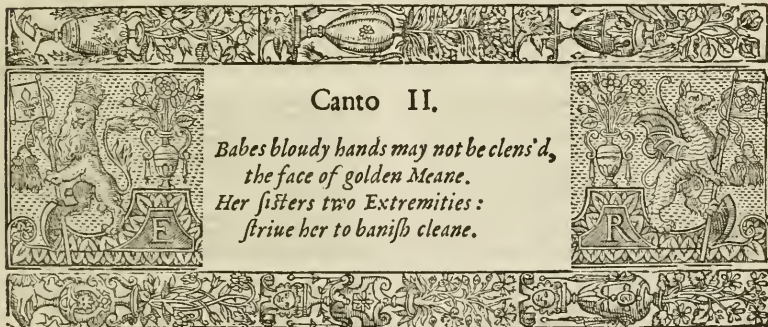 Canto II.
Babes bloudy hands may not be clens'd,
the face of golden Meane.
Her ſiſters two Extremities:
ſtriue her to baniſh cleane.
E
R